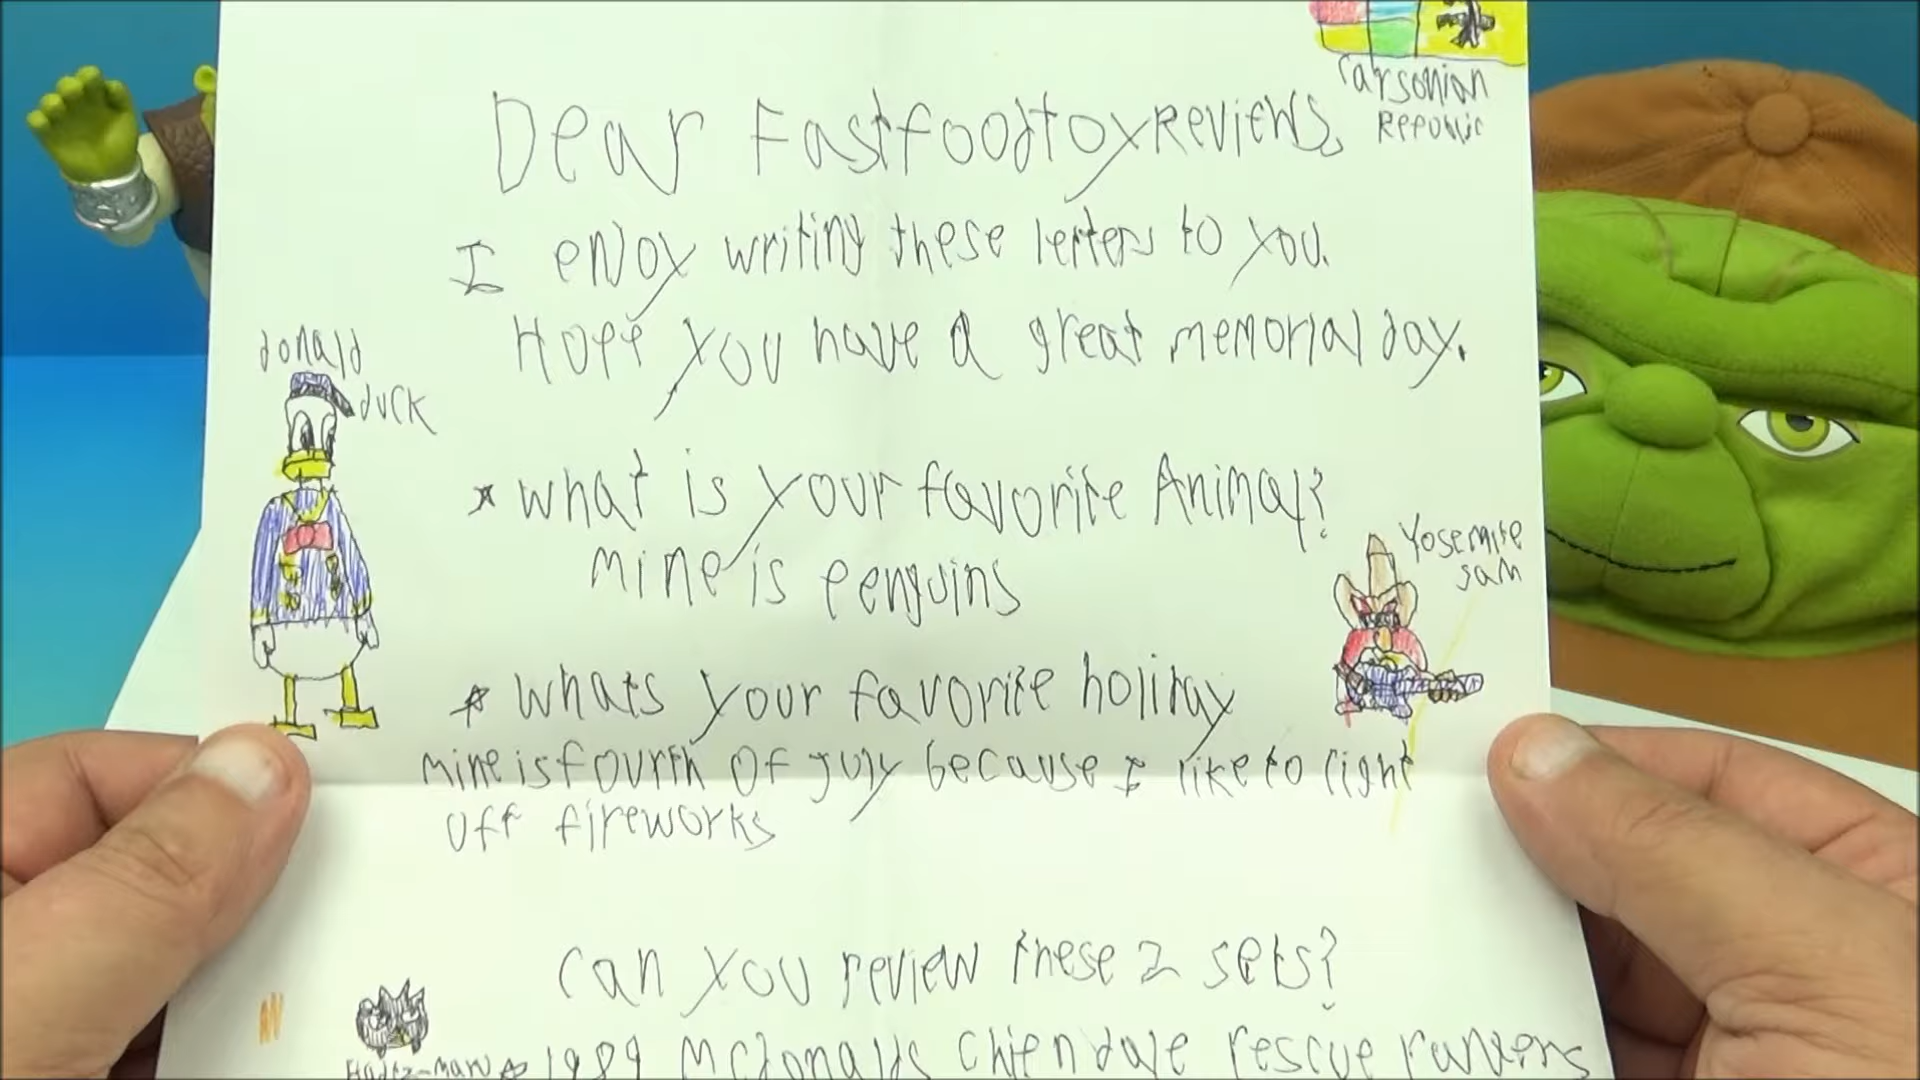 Carsonian
Republic
Dear FastfoodtoyReviews,
I enjoy writing these letters to you.
Hope you have a great memorial day.
donald
duck
* What is your favorite Animal?
mine is penguins
Yosemite
sam
* Whats your favorite holiday
mine is fourth of july because I like to light
off fireworks
Can you review these 2 sets?
* 1989 McDonalds Chien dale rescue rangers